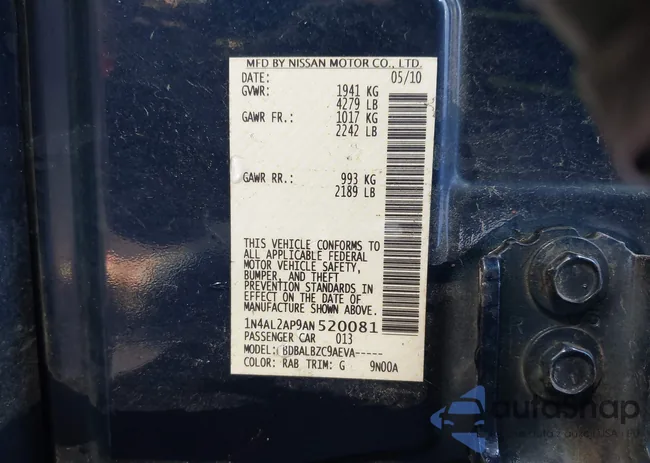 MFD BY NISSAN MOTOR CO., LTD.
DATE: 05/10
GVWR: 1941 KG
4279 LB
GAWR FR.: 1017 KG
2242 LB
GAWR RR.: 993 KG
2189 LB
THIS VEHICLE CONFORMS TO
ALL APPLICABLE FEDERAL
MOTOR VEHICLE SAFETY,
BUMPER, AND THEFT
PREVENTION STANDARDS IN
EFFECT ON THE DATE OF
MANUFACTURE SHOWN ABOVE.
1N4AL2AP9AN520081
PASSENGER CAR 013
MODEL: BDBALBZC9AEVA-----
COLOR: RAB TRIM: G 9N00A
autosnap